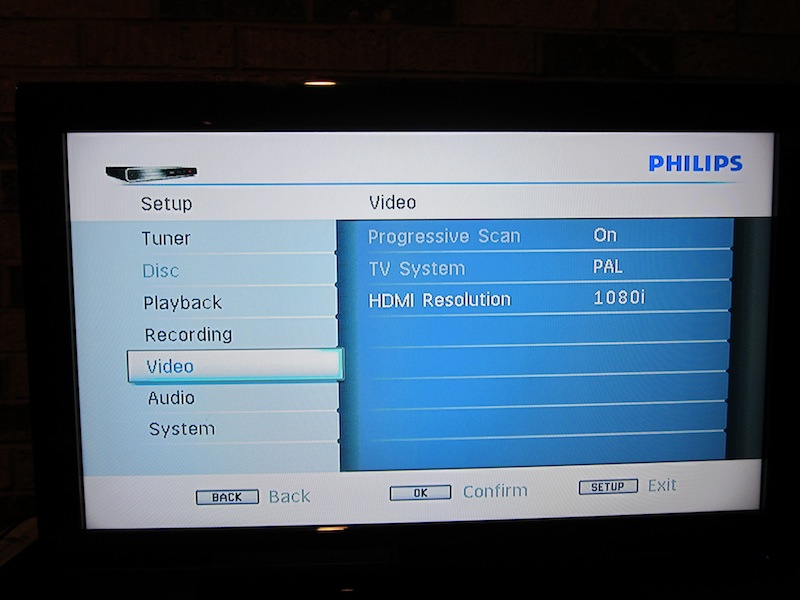 PHILIPS
Setup Video
Tuner Progressive Scan On
Disc TV System PAL
Playback HDMI Resolution 1080i
Recording
Video
Audio
System
BACK Back OK Confirm SETUP Exit